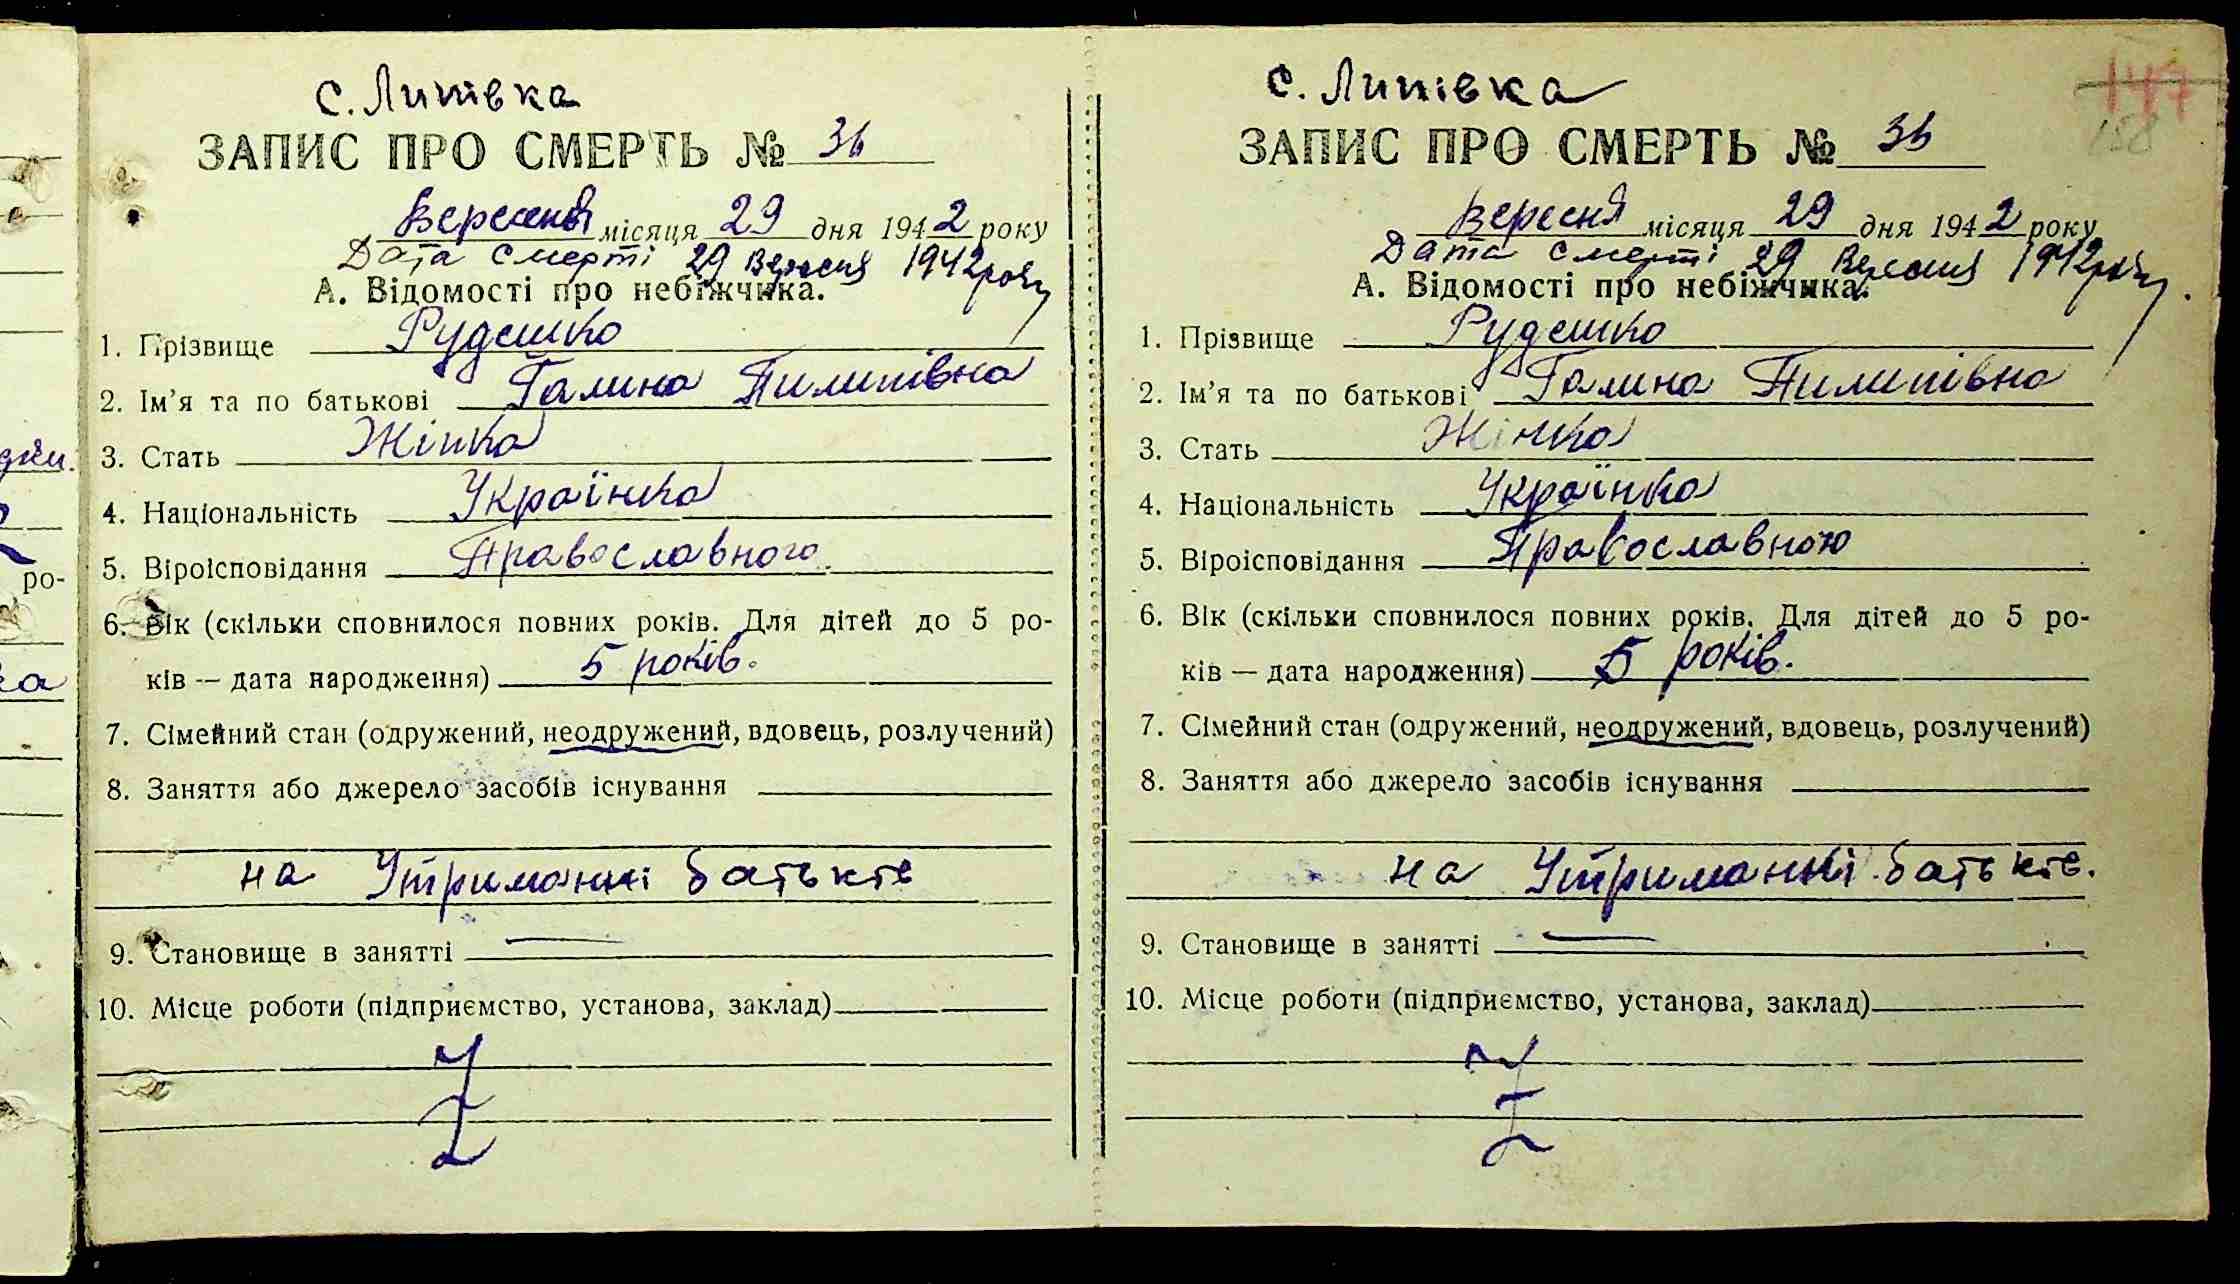 с. Липівка
ЗАПИС ПРО СМЕРТЬ № 36
Вересня місяця 29 дня 1942 року
Дата смерті 29 Вересня 1942 року
А. Відомості про небіжчика.
1. Прізвище Руденко
2. Ім'я та по батькові Галина Пилипівна
3. Стать Жінка
4. Національність Українка
5. Віроісповідання Православного.
6. Вік (скільки сповнилося повних років. Для дітей до 5 ро-
ків — дата народження) 5 років.
7. Сімейний стан (одружений, неодружений, вдовець, розлучений)
8. Заняття або джерело засобів існування
на Утриманні батьків
9. Становище в занятті —
10. Місце роботи (підприємство, установа, заклад)
с. Липівка
147
158
ЗАПИС ПРО СМЕРТЬ № 36
Вересня місяця 29 дня 1942 року
Дата смерті 29 Вересня 1942 року
А. Відомості про небіжчика.
1. Прізвище Руденко
2. Ім'я та по батькові Галина Пилипівна
3. Стать Жінка
4. Національність Українка
5. Віроісповідання Православною
6. Вік (скільки сповнилося повних років. Для дітей до 5 ро-
ків — дата народження) 5 років.
7. Сімейний стан (одружений, неодружений, вдовець, розлучений)
8. Заняття або джерело засобів існування
на Утриманні батьків.
9. Становище в занятті —
10. Місце роботи (підприємство, установа, заклад)
ро-